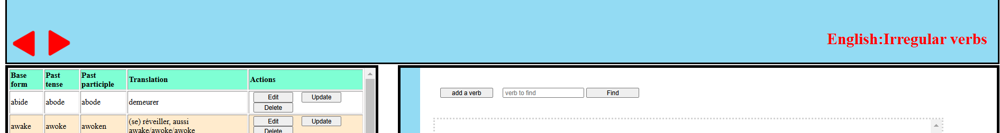 English:Irregular verbs
Base form
Past tense
Past participle
Translation
Actions
abide
abode
abode
demeurer
Edit
Update
Delete
awake
awoke
awoken
(se) réveiller, aussi
awake/awoke/awoke
Edit
Update
Delete
add a verb
verb to find
Find